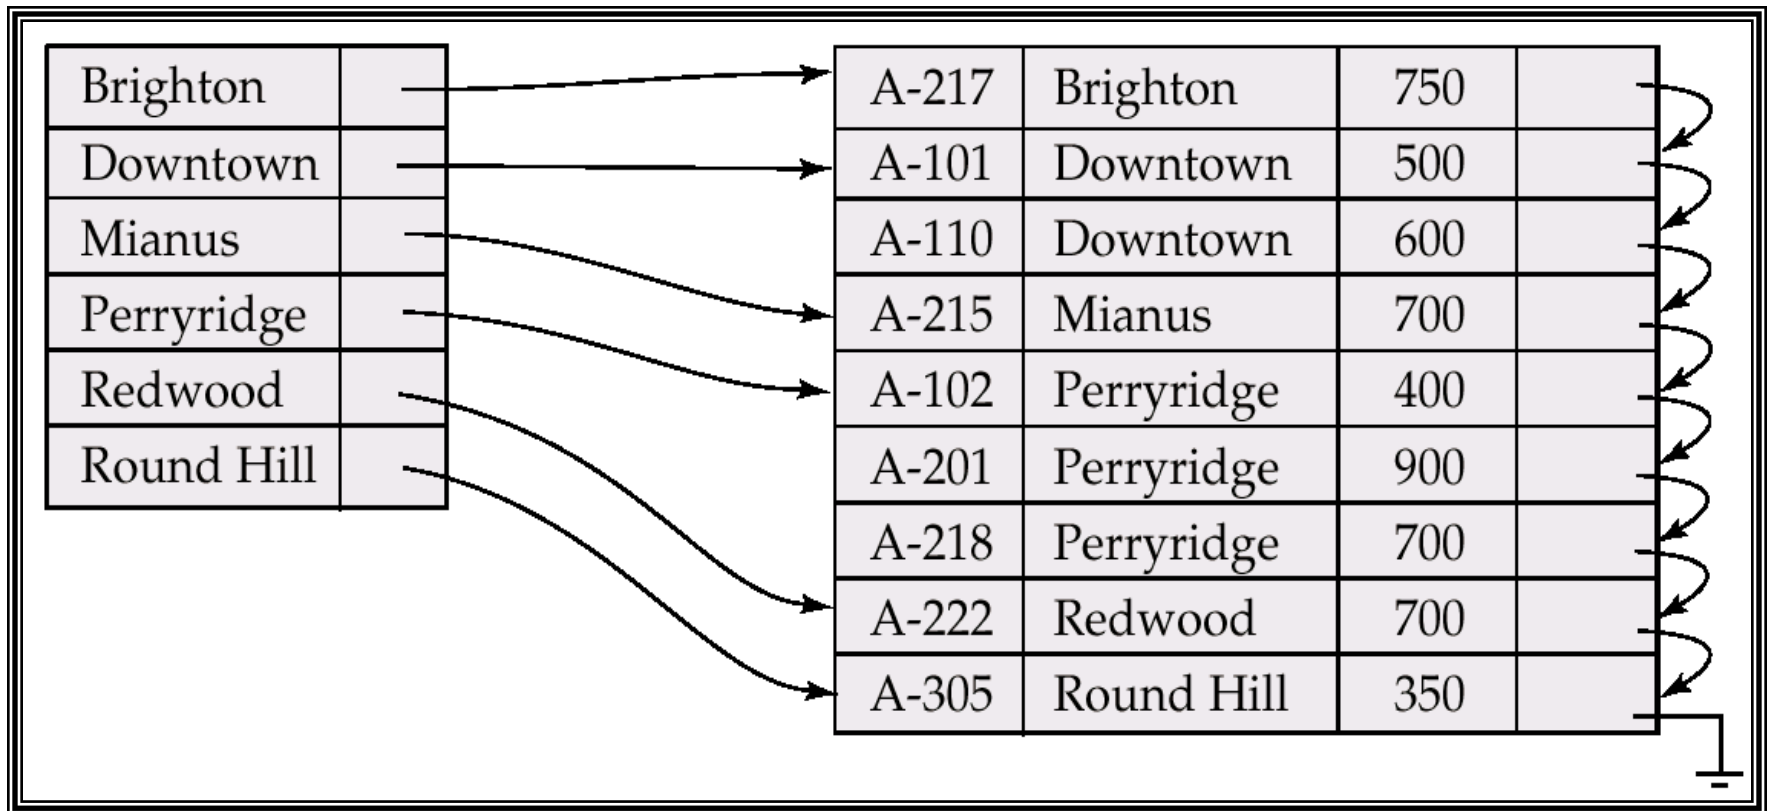 Brighton
Downtown
Mianus
Perryridge
Redwood
Round Hill
A-217 Brighton 750
A-101 Downtown 500
A-110 Downtown 600
A-215 Mianus 700
A-102 Perryridge 400
A-201 Perryridge 900
A-218 Perryridge 700
A-222 Redwood 700
A-305 Round Hill 350